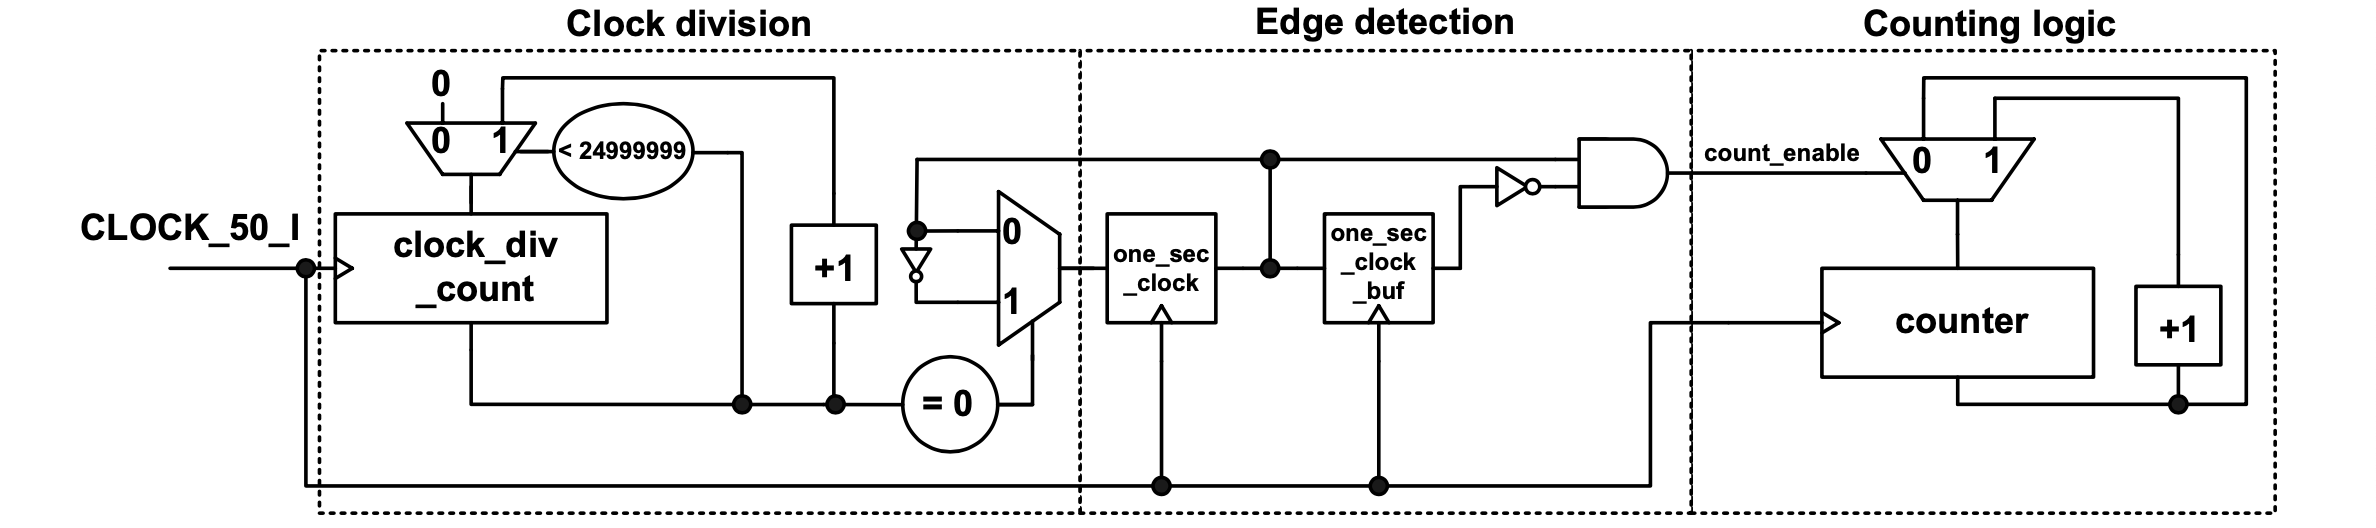 Clock division
Edge detection
Counting logic
0
0 1
< 24999999
CLOCK_50_I
clock_div
_count
+1
0
1
= 0
one_sec
_clock
one_sec
_clock
_buf
count_enable
0 1
counter
+1